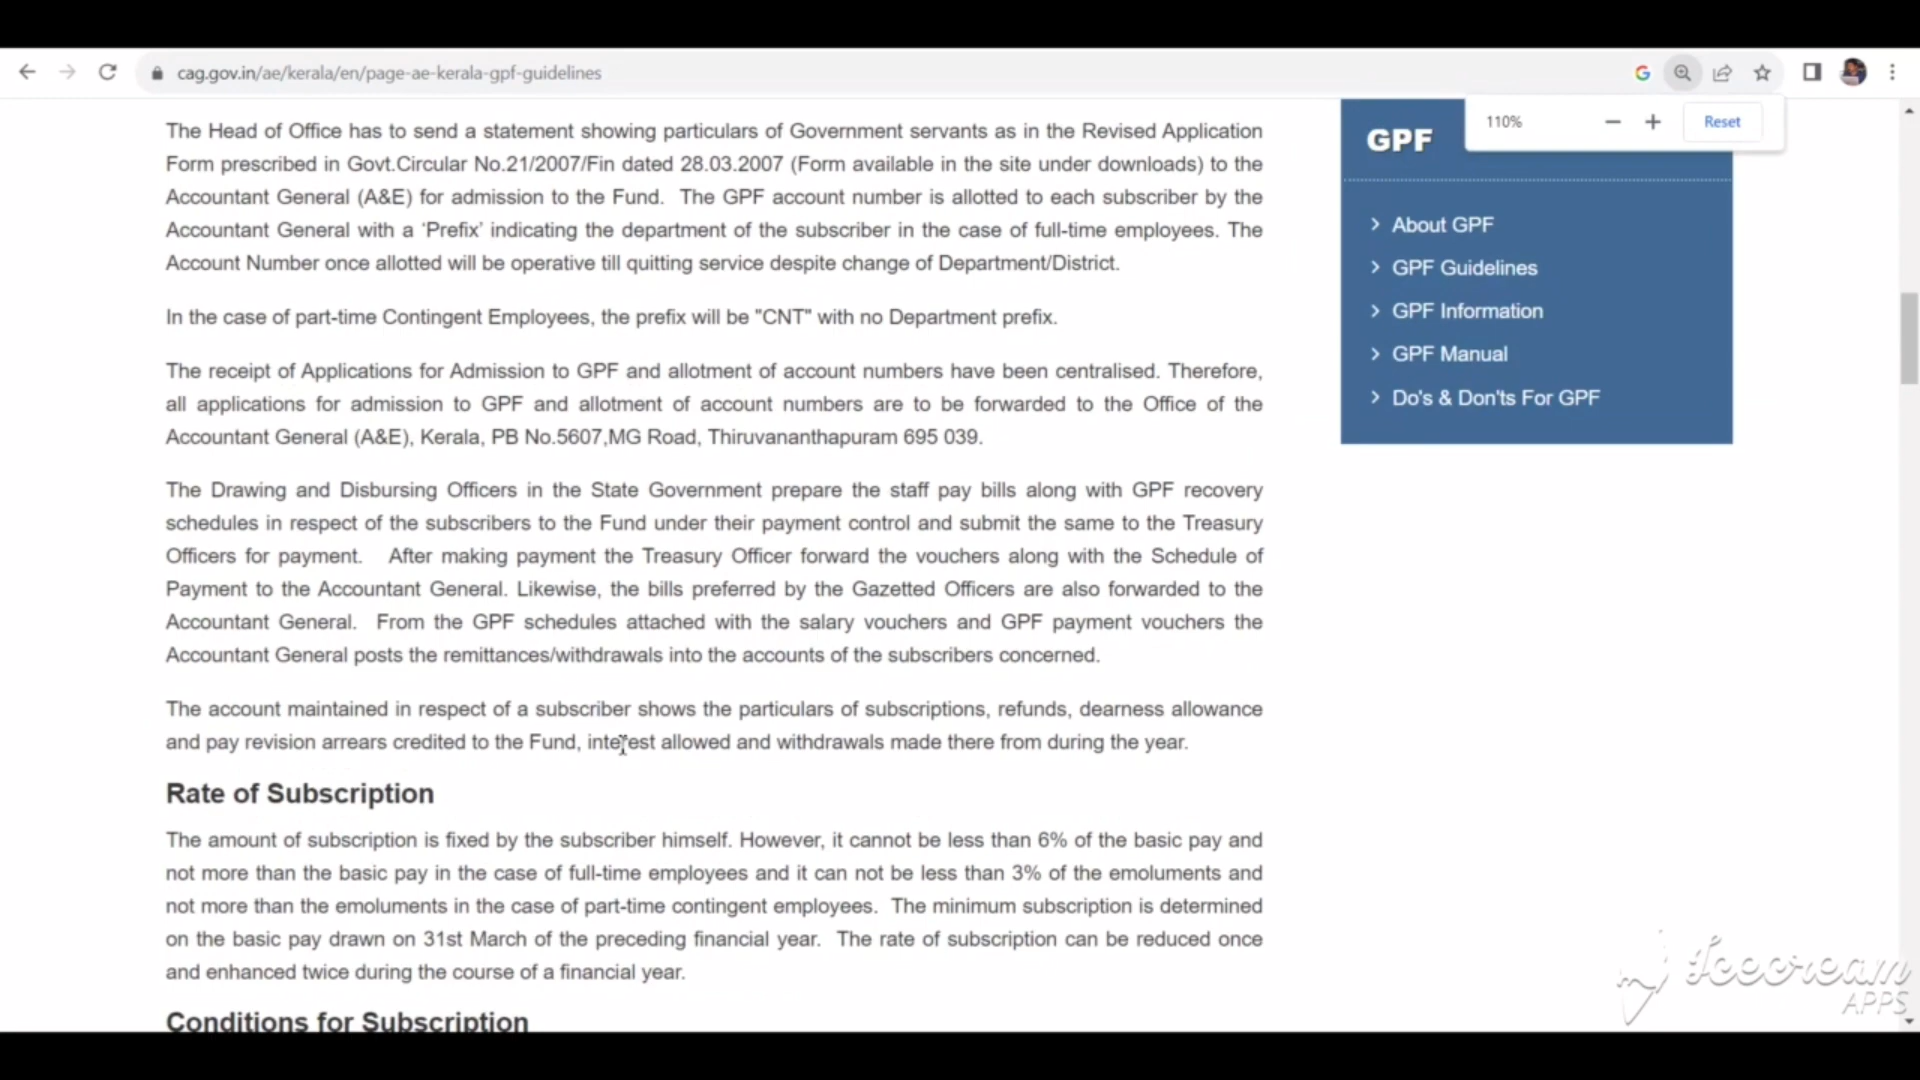 cag.gov.in/ae/kerala/en/page-ae-kerala-gpf-guidelines
110%
Reset
The Head of Office has to send a statement showing particulars of Government servants as in the Revised Application
Form prescribed in Govt.Circular No.21/2007/Fin dated 28.03.2007 (Form available in the site under downloads) to the
Accountant General (A&E) for admission to the Fund. The GPF account number is allotted to each subscriber by the
Accountant General with a ‘Prefix’ indicating the department of the subscriber in the case of full-time employees. The
Account Number once allotted will be operative till quitting service despite change of Department/District.
In the case of part-time Contingent Employees, the prefix will be "CNT" with no Department prefix.
The receipt of Applications for Admission to GPF and allotment of account numbers have been centralised. Therefore,
all applications for admission to GPF and allotment of account numbers are to be forwarded to the Office of the
Accountant General (A&E), Kerala, PB No.5607,MG Road, Thiruvananthapuram 695 039.
The Drawing and Disbursing Officers in the State Government prepare the staff pay bills along with GPF recovery
schedules in respect of the subscribers to the Fund under their payment control and submit the same to the Treasury
Officers for payment. After making payment the Treasury Officer forward the vouchers along with the Schedule of
Payment to the Accountant General. Likewise, the bills preferred by the Gazetted Officers are also forwarded to the
Accountant General. From the GPF schedules attached with the salary vouchers and GPF payment vouchers the
Accountant General posts the remittances/withdrawals into the accounts of the subscribers concerned.
The account maintained in respect of a subscriber shows the particulars of subscriptions, refunds, dearness allowance
and pay revision arrears credited to the Fund, interest allowed and withdrawals made there from during the year.
Rate of Subscription
The amount of subscription is fixed by the subscriber himself. However, it cannot be less than 6% of the basic pay and
not more than the basic pay in the case of full-time employees and it can not be less than 3% of the emoluments and
not more than the emoluments in the case of part-time contingent employees. The minimum subscription is determined
on the basic pay drawn on 31st March of the preceding financial year. The rate of subscription can be reduced once
and enhanced twice during the course of a financial year.
Conditions for Subscription
GPF
About GPF
GPF Guidelines
GPF Information
GPF Manual
Do's & Don'ts For GPF
Icecream
APPS